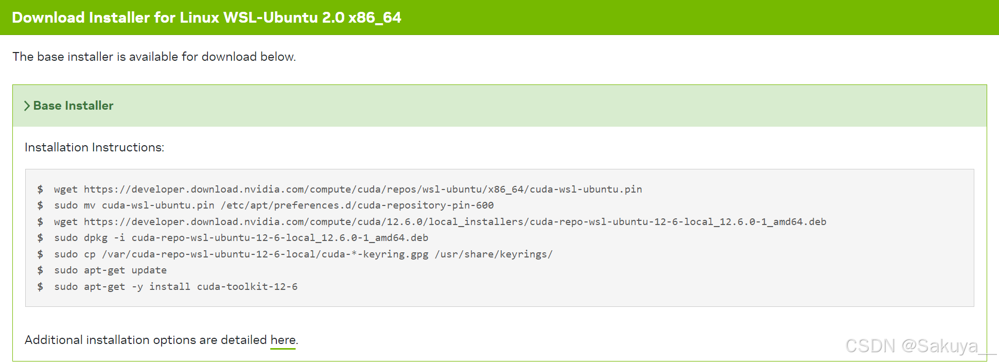 Download Installer for Linux WSL-Ubuntu 2.0 x86_64
The base installer is available for download below.
Base Installer
Installation Instructions:
$ wget https://developer.download.nvidia.com/compute/cuda/repos/wsl-ubuntu/x86_64/cuda-wsl-ubuntu.pin
$ sudo mv cuda-wsl-ubuntu.pin /etc/apt/preferences.d/cuda-repository-pin-600
$ wget https://developer.download.nvidia.com/compute/cuda/12.6.0/local_installers/cuda-repo-wsl-ubuntu-12-6-local_12.6.0-1_amd64.deb
$ sudo dpkg -i cuda-repo-wsl-ubuntu-12-6-local_12.6.0-1_amd64.deb
$ sudo cp /var/cuda-repo-wsl-ubuntu-12-6-local/cuda-*-keyring.gpg /usr/share/keyrings/
$ sudo apt-get update
$ sudo apt-get -y install cuda-toolkit-12-6
Additional installation options are detailed here.
CSDN @Sakuya__